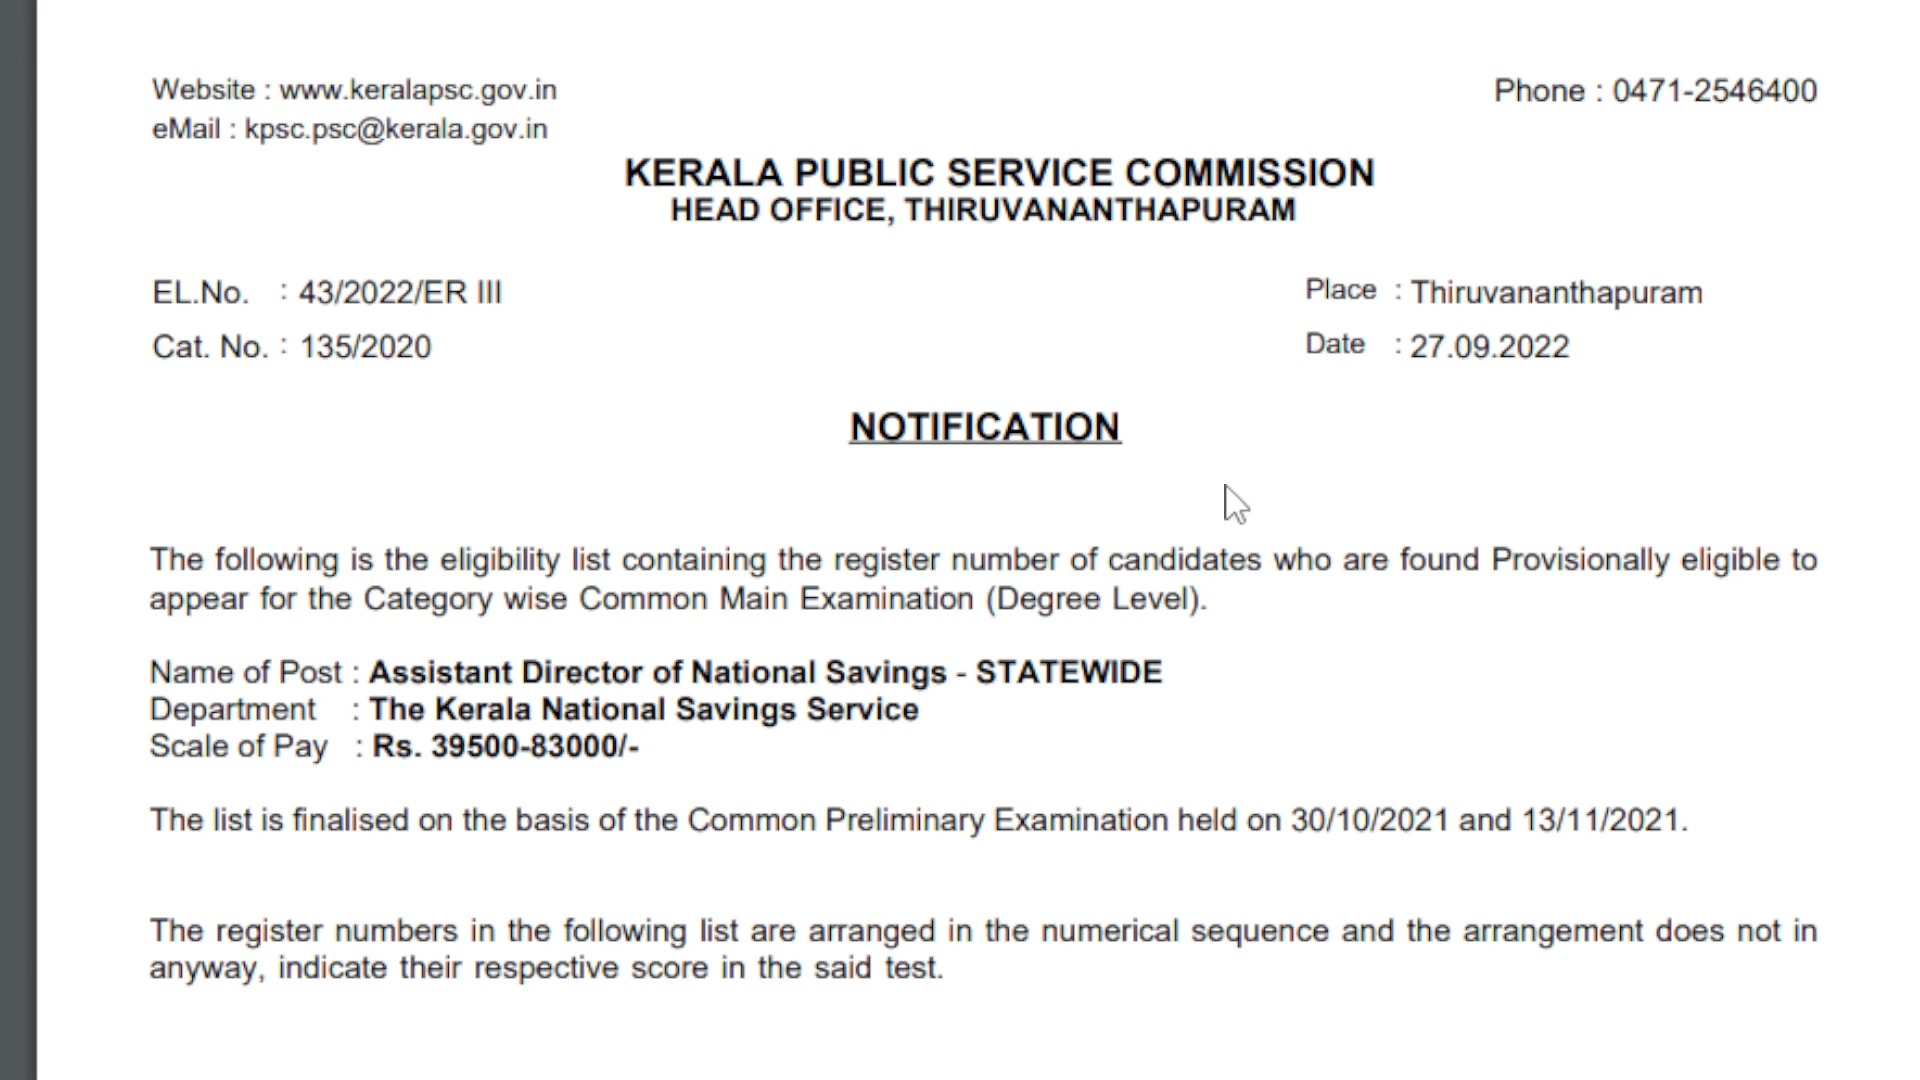 Website : www.keralapsc.gov.in
Phone : 0471-2546400
eMail : kpsc.psc@kerala.gov.in
KERALA PUBLIC SERVICE COMMISSION
HEAD OFFICE, THIRUVANANTHAPURAM
EL.No. : 43/2022/ER III
Place : Thiruvananthapuram
Cat. No. : 135/2020
Date : 27.09.2022
NOTIFICATION
The following is the eligibility list containing the register number of candidates who are found Provisionally eligible to
appear for the Category wise Common Main Examination (Degree Level).
Name of Post : Assistant Director of National Savings - STATEWIDE
Department : The Kerala National Savings Service
Scale of Pay : Rs. 39500-83000/-
The list is finalised on the basis of the Common Preliminary Examination held on 30/10/2021 and 13/11/2021.
The register numbers in the following list are arranged in the numerical sequence and the arrangement does not in
anyway, indicate their respective score in the said test.